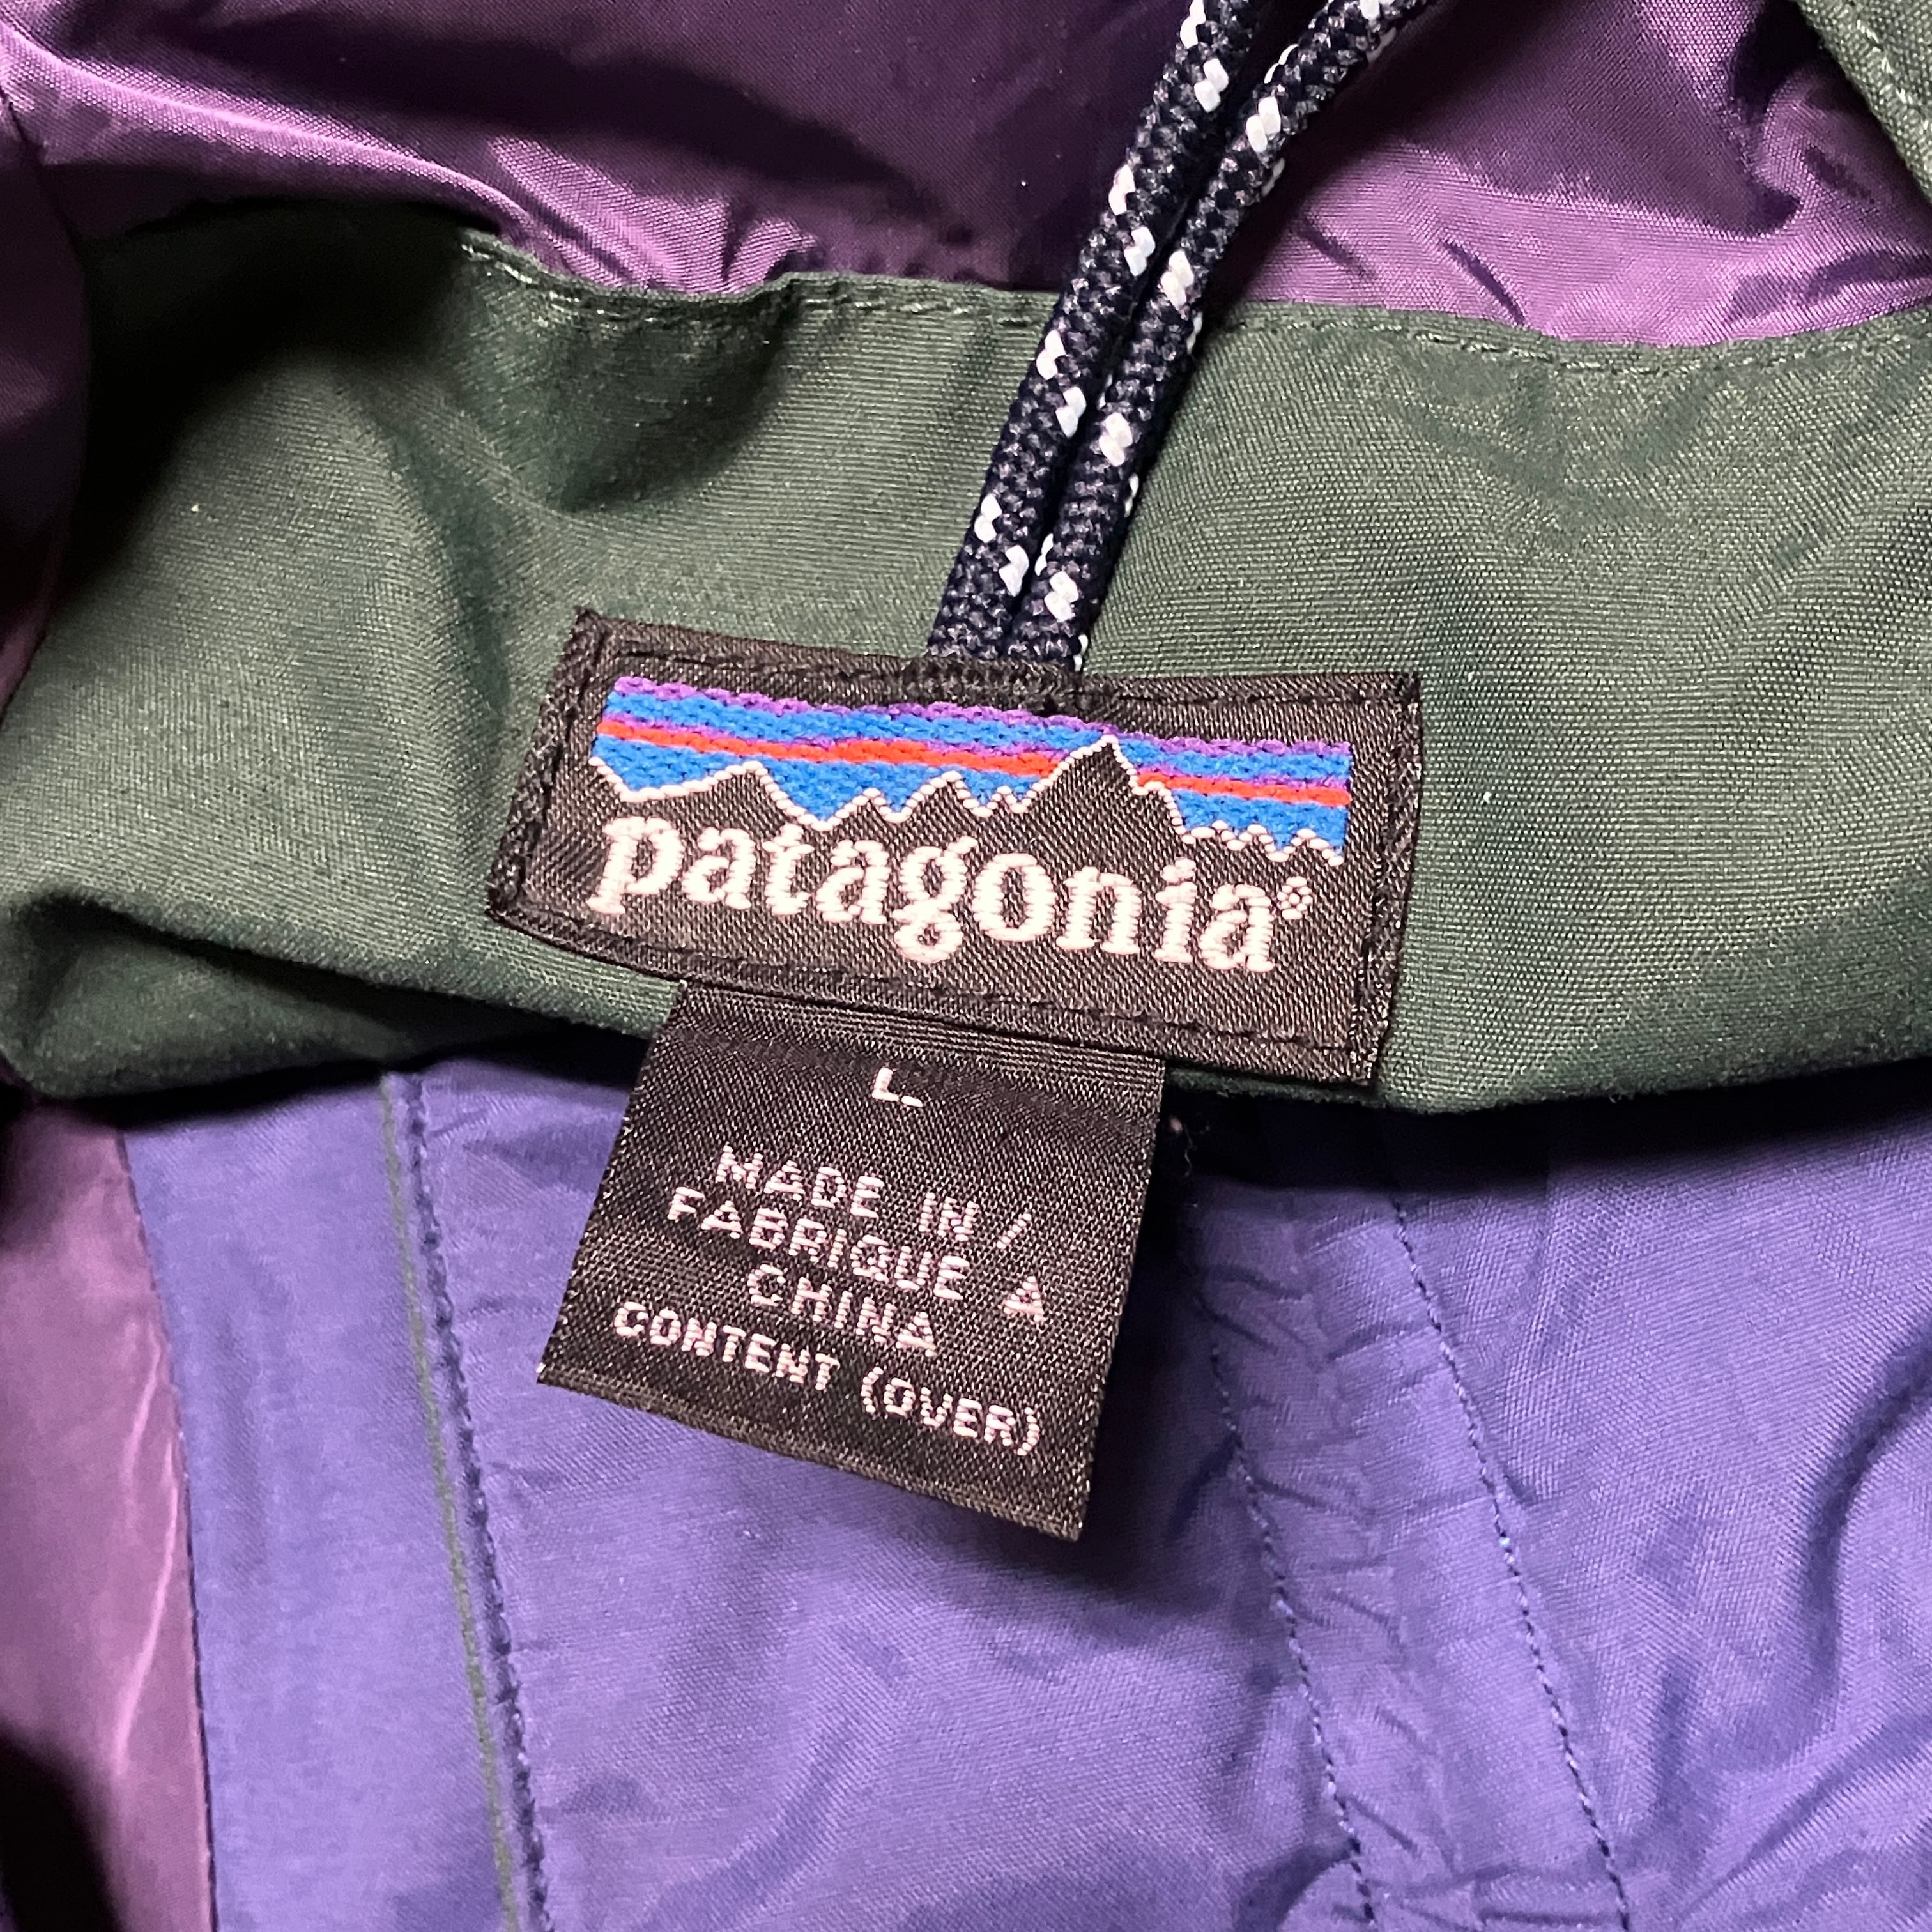 patagonia®
L
MADE IN /
FABRIQUE A
CHINA
CONTENT (OVER)